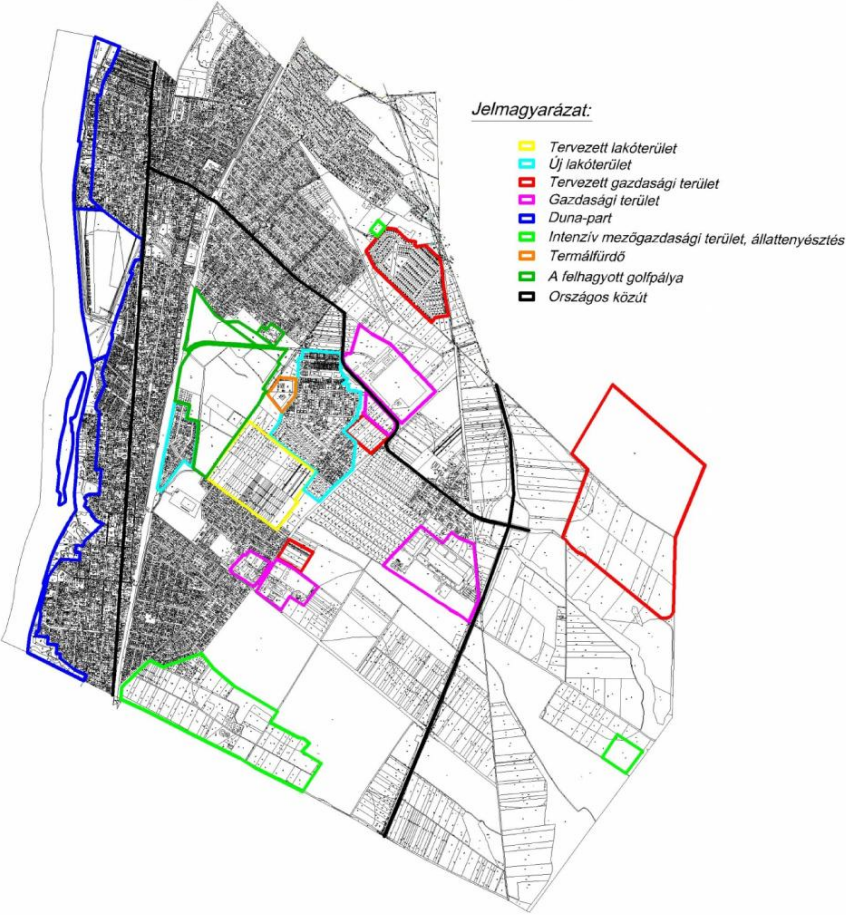 Jelmagyarázat:
Tervezett lakóterület
Új lakóterület
Tervezett gazdasági terület
Gazdasági terület
Duna-part
Intenzív mezőgazdasági terület, állattenyésztés
Termálfürdő
A felhagyott golfpálya
Országos közút